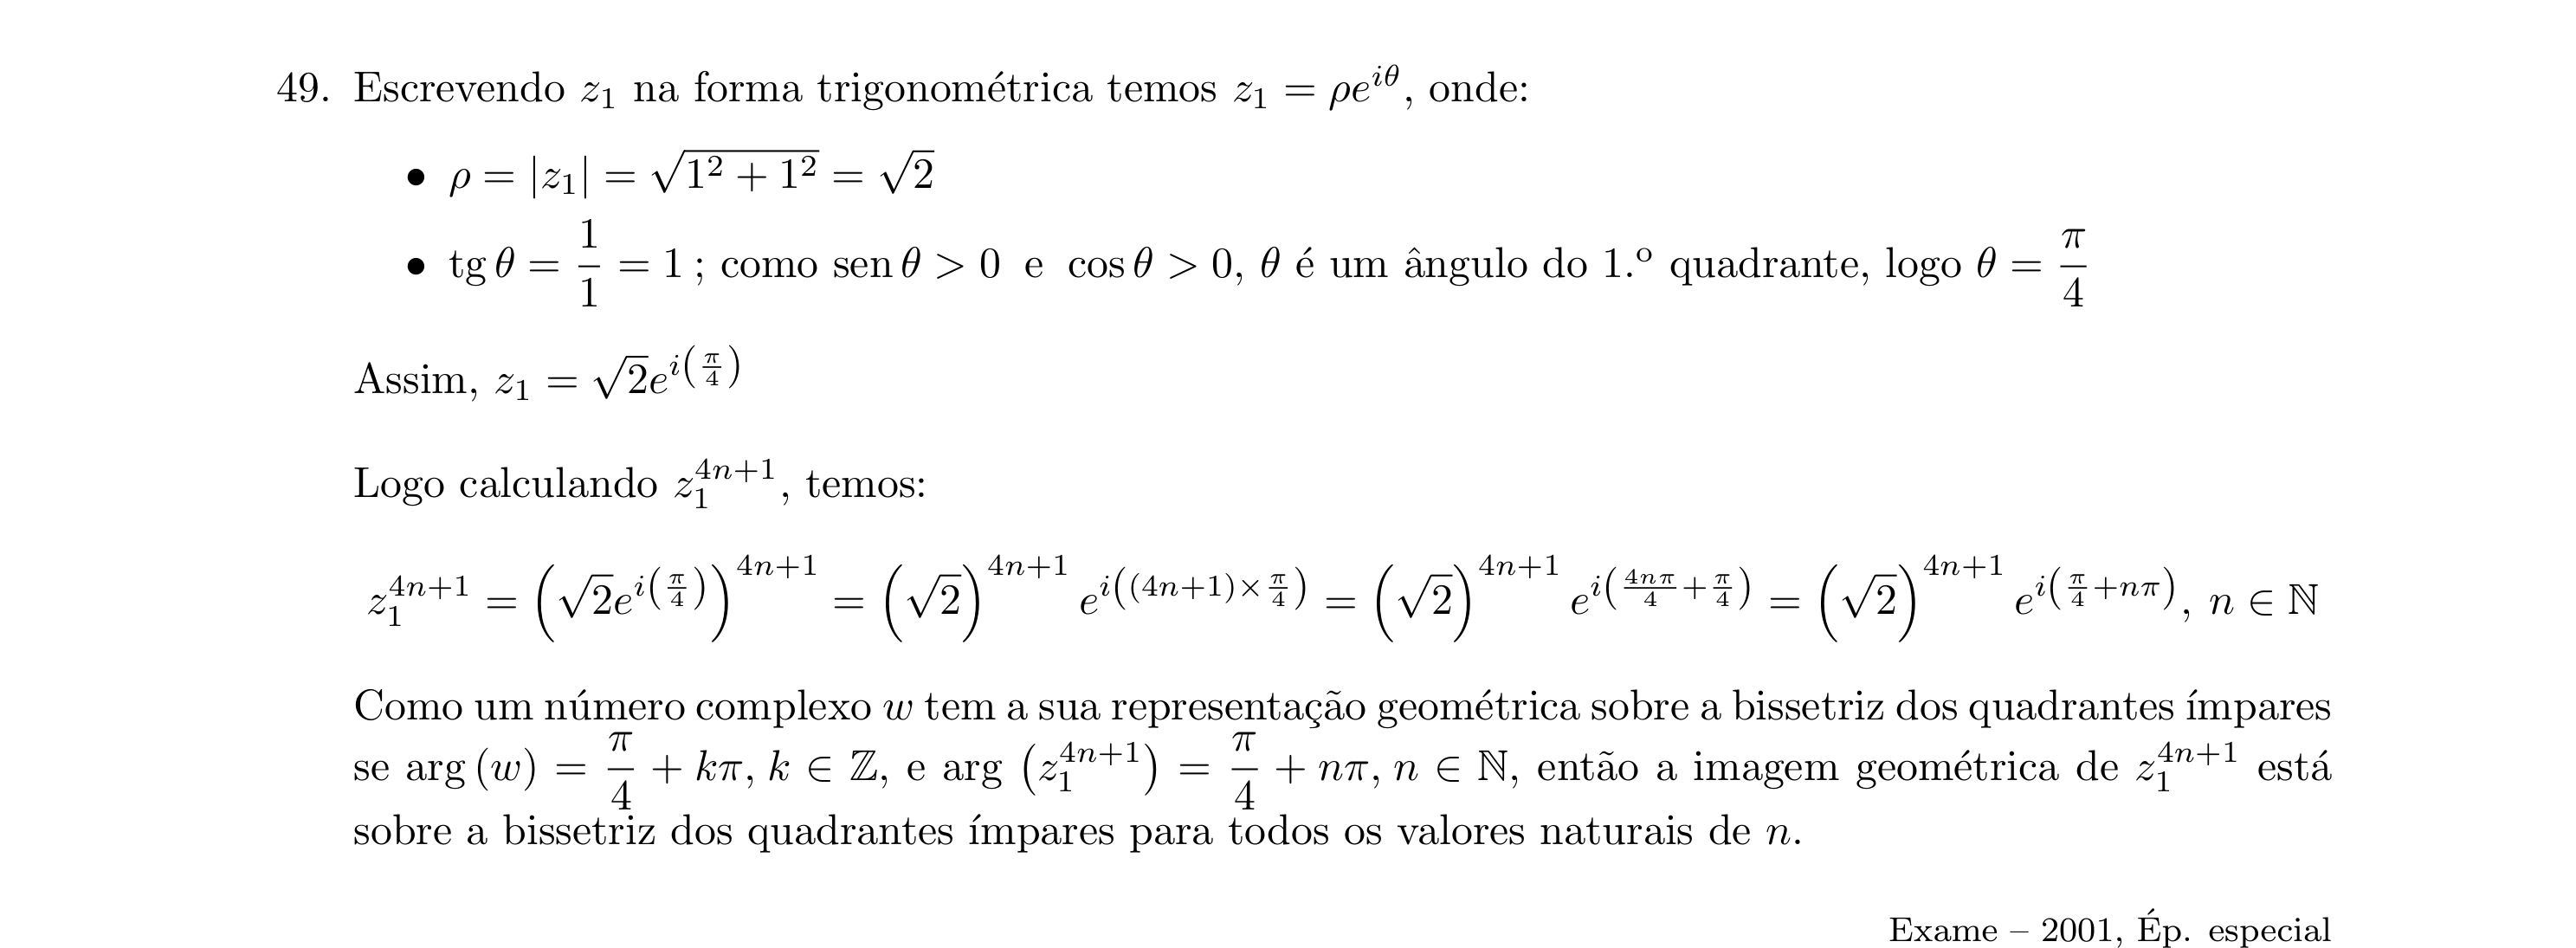 49. Escrevendo $z_1$ na forma trigonométrica temos $z_1 = \rho e^{i\theta}$, onde:
• $\rho = |z_1| = \sqrt{1^2 + 1^2} = \sqrt{2}$
• $\operatorname{tg}\theta = \frac{1}{1} = 1$ ; como $\operatorname{sen}\theta > 0$ e $\cos\theta > 0$, $\theta$ é um ângulo do 1.º quadrante, logo $\theta = \frac{\pi}{4}$
Assim, $z_1 = \sqrt{2}e^{i\left(\frac{\pi}{4}\right)}$
Logo calculando $z_1^{4n+1}$, temos:
$z_1^{4n+1} = \left(\sqrt{2}e^{i\left(\frac{\pi}{4}\right)}\right)^{4n+1} = \left(\sqrt{2}\right)^{4n+1} e^{i\left((4n+1)\times\frac{\pi}{4}\right)} = \left(\sqrt{2}\right)^{4n+1} e^{i\left(\frac{4n\pi}{4}+\frac{\pi}{4}\right)} = \left(\sqrt{2}\right)^{4n+1} e^{i\left(\frac{\pi}{4}+n\pi\right)}, n \in \mathbb{N}$
Como um número complexo $w$ tem a sua representação geométrica sobre a bissetriz dos quadrantes ímpares
se $\arg(w) = \frac{\pi}{4} + k\pi, k \in \mathbb{Z}$, e $\arg\left(z_1^{4n+1}\right) = \frac{\pi}{4} + n\pi, n \in \mathbb{N}$, então a imagem geométrica de $z_1^{4n+1}$ está
sobre a bissetriz dos quadrantes ímpares para todos os valores naturais de $n$.
Exame – 2001, Ép. especial